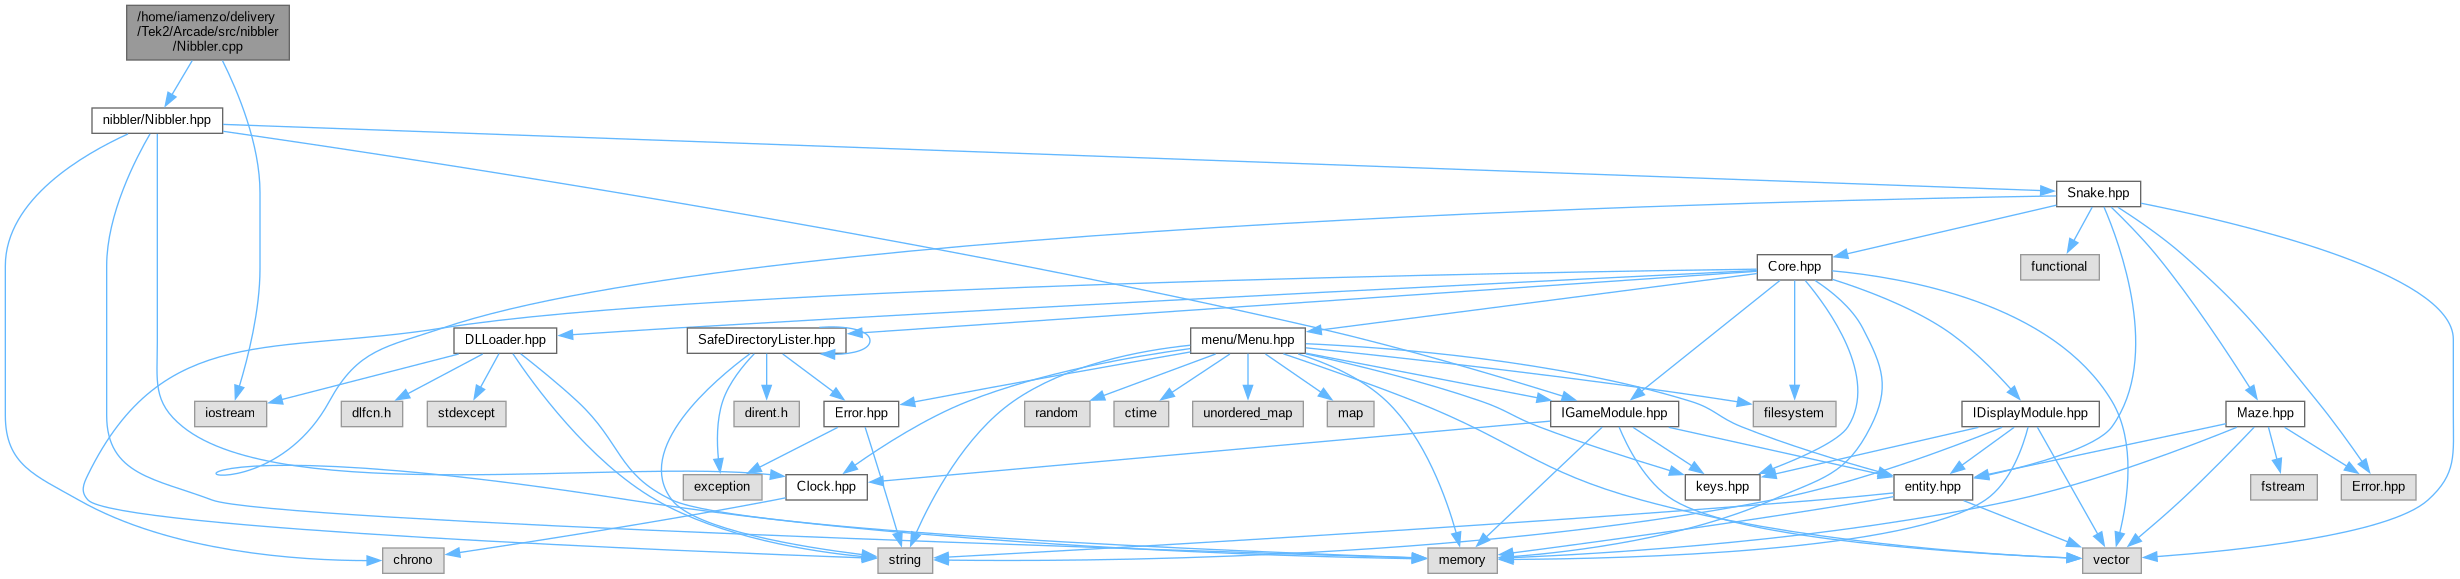 /home/iamenzo/delivery
/Tek2/Arcade/src/nibbler
/Nibbler.cpp
nibbler/Nibbler.hpp
Snake.hpp
Core.hpp
functional
DLLoader.hpp
SafeDirectoryLister.hpp
menu/Menu.hpp
iostream
dlfcn.h
stdexcept
dirent.h
Error.hpp
random
ctime
unordered_map
map
IGameModule.hpp
filesystem
IDisplayModule.hpp
Maze.hpp
exception
Clock.hpp
keys.hpp
entity.hpp
fstream
Error.hpp
chrono
string
memory
vector